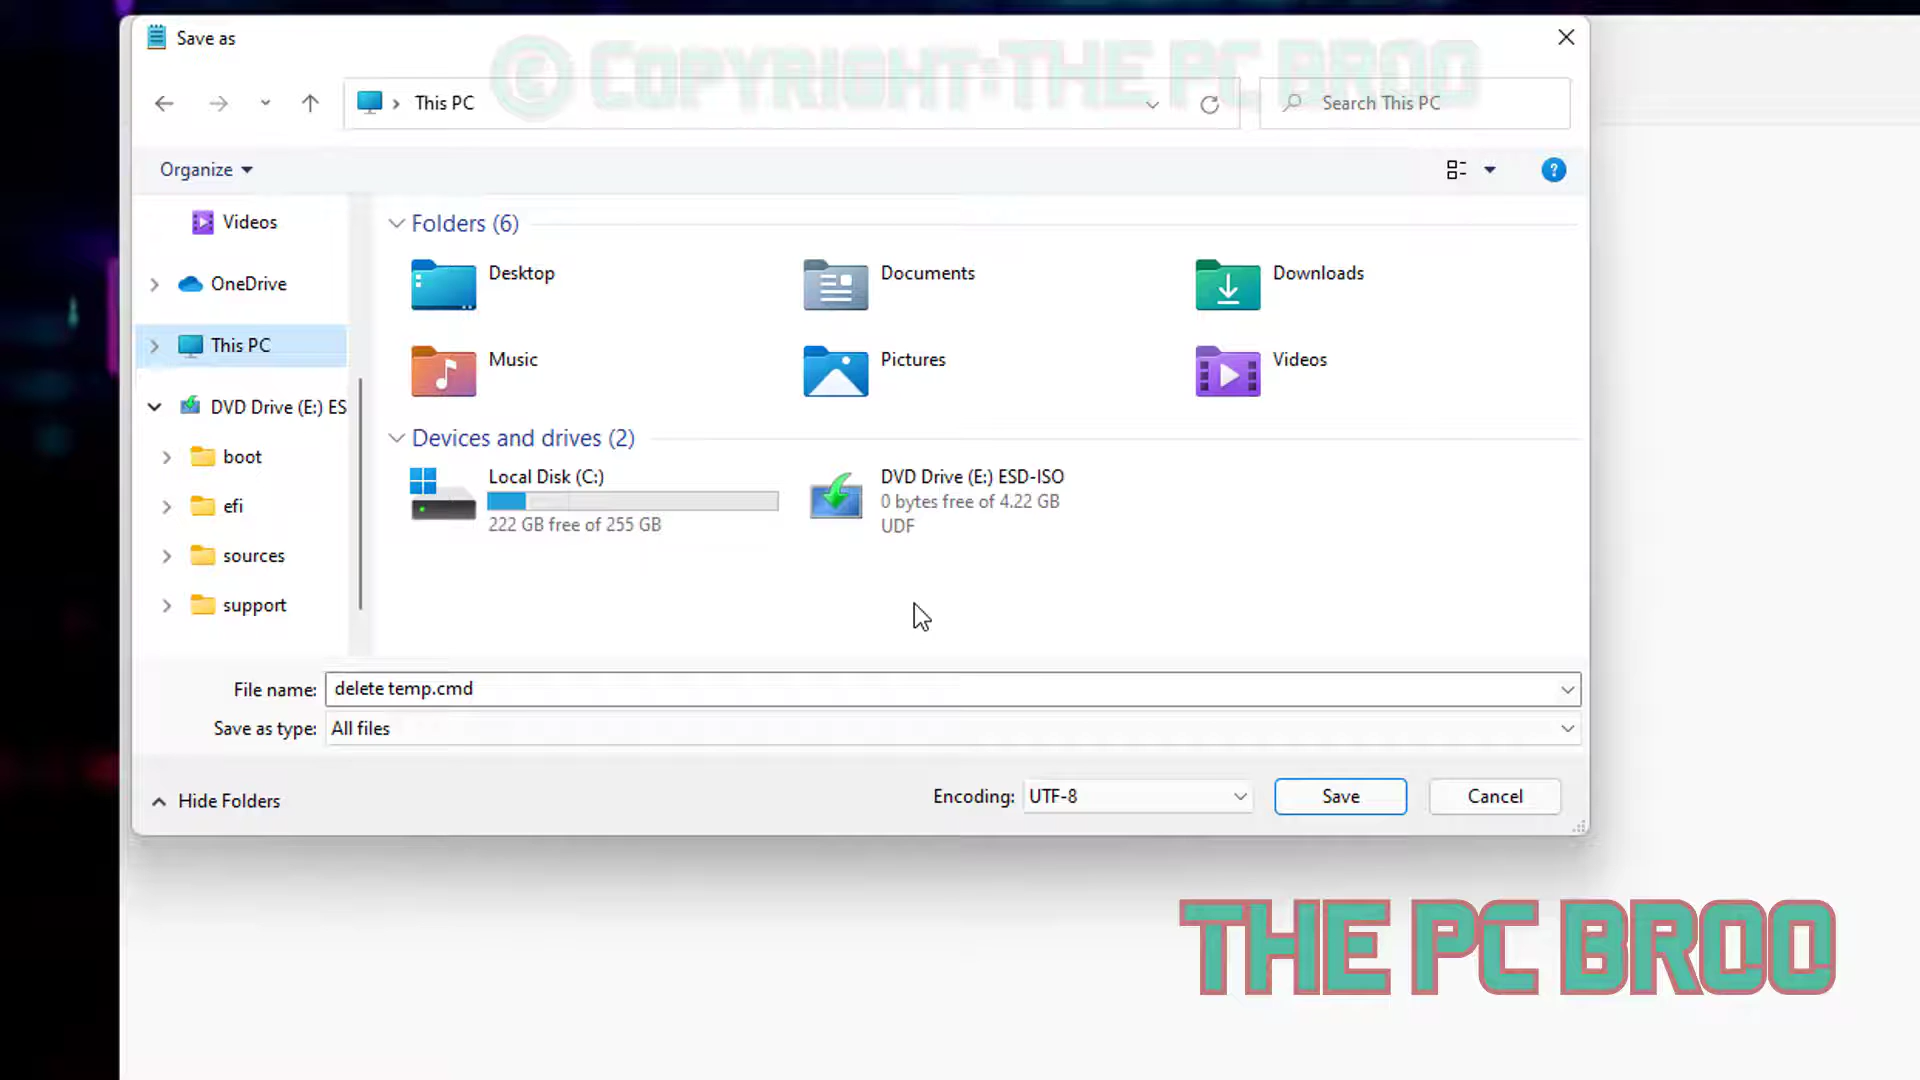 Save as
© COPYRIGHT:THE PC BROO
This PC
Search This PC
Organize
?
Videos
OneDrive
This PC
DVD Drive (E:) ES
boot
efi
sources
support
Folders (6)
Desktop
Documents
Downloads
Music
Pictures
Videos
Devices and drives (2)
Local Disk (C:)
222 GB free of 255 GB
DVD Drive (E:) ESD-ISO
0 bytes free of 4.22 GB
UDF
File name: delete temp.cmd
Save as type: All files
Hide Folders
Encoding: UTF-8
Save
Cancel
THE PC BROO